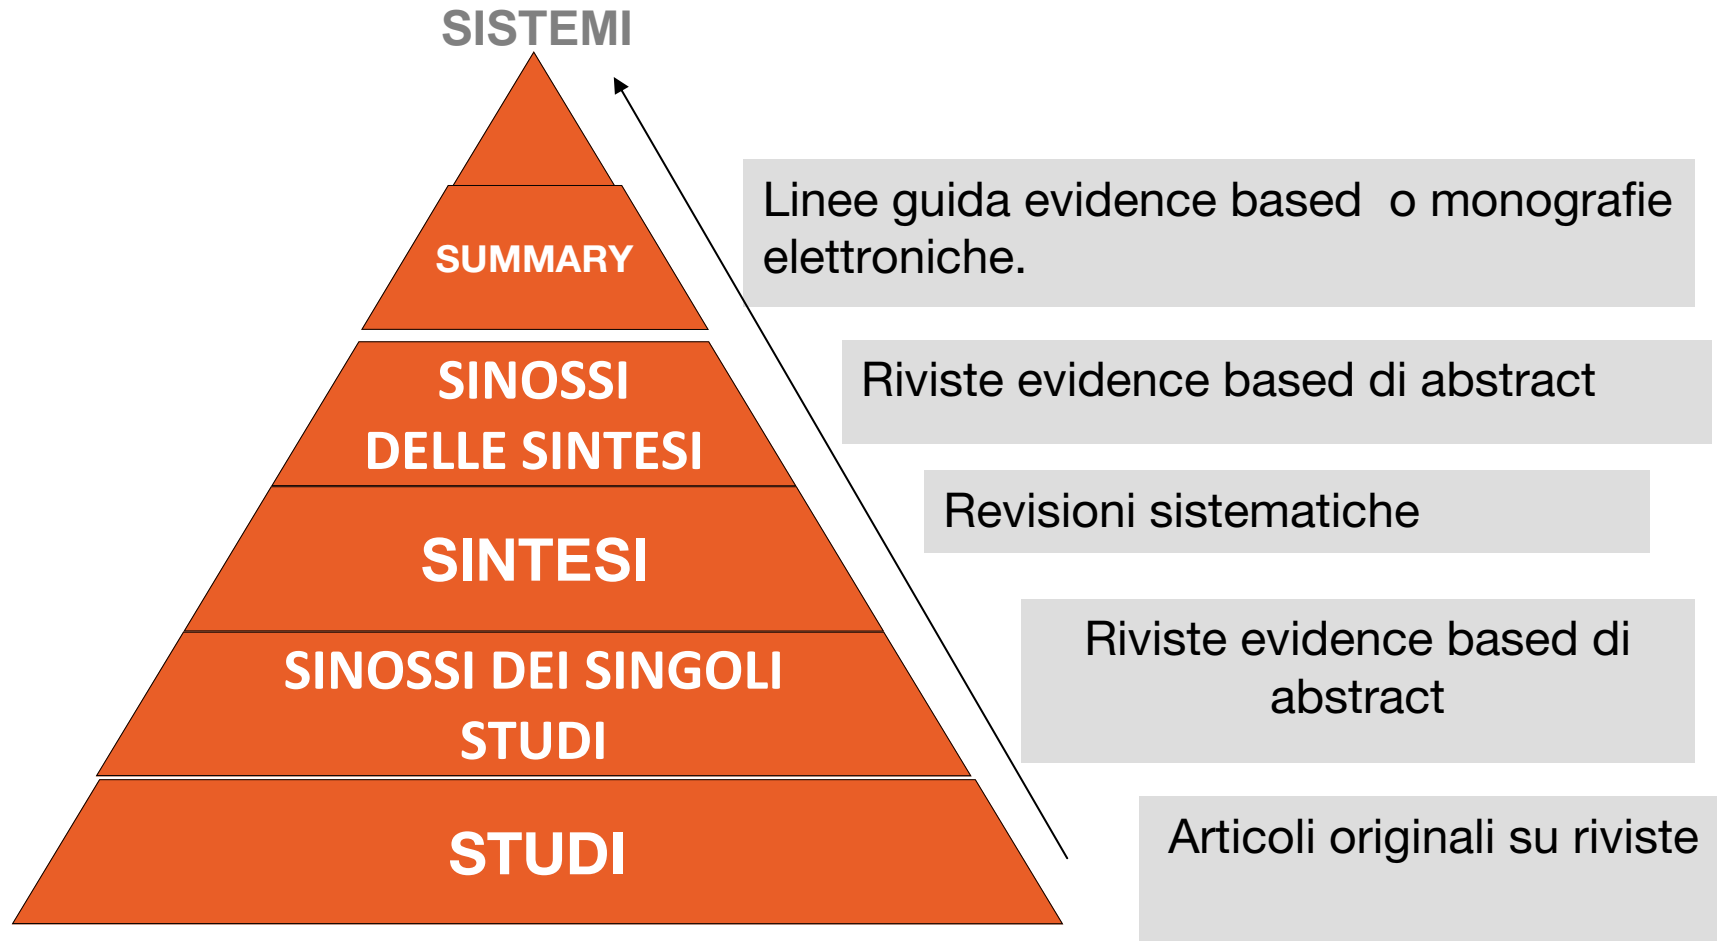 SISTEMI
SUMMARY
Linee guida evidence based  o monografie
elettroniche.
SINOSSI
DELLE SINTESI
Riviste evidence based di abstract
SINTESI
Revisioni sistematiche
SINOSSI DEI SINGOLI
STUDI
Riviste evidence based di
abstract
STUDI
Articoli originali su riviste